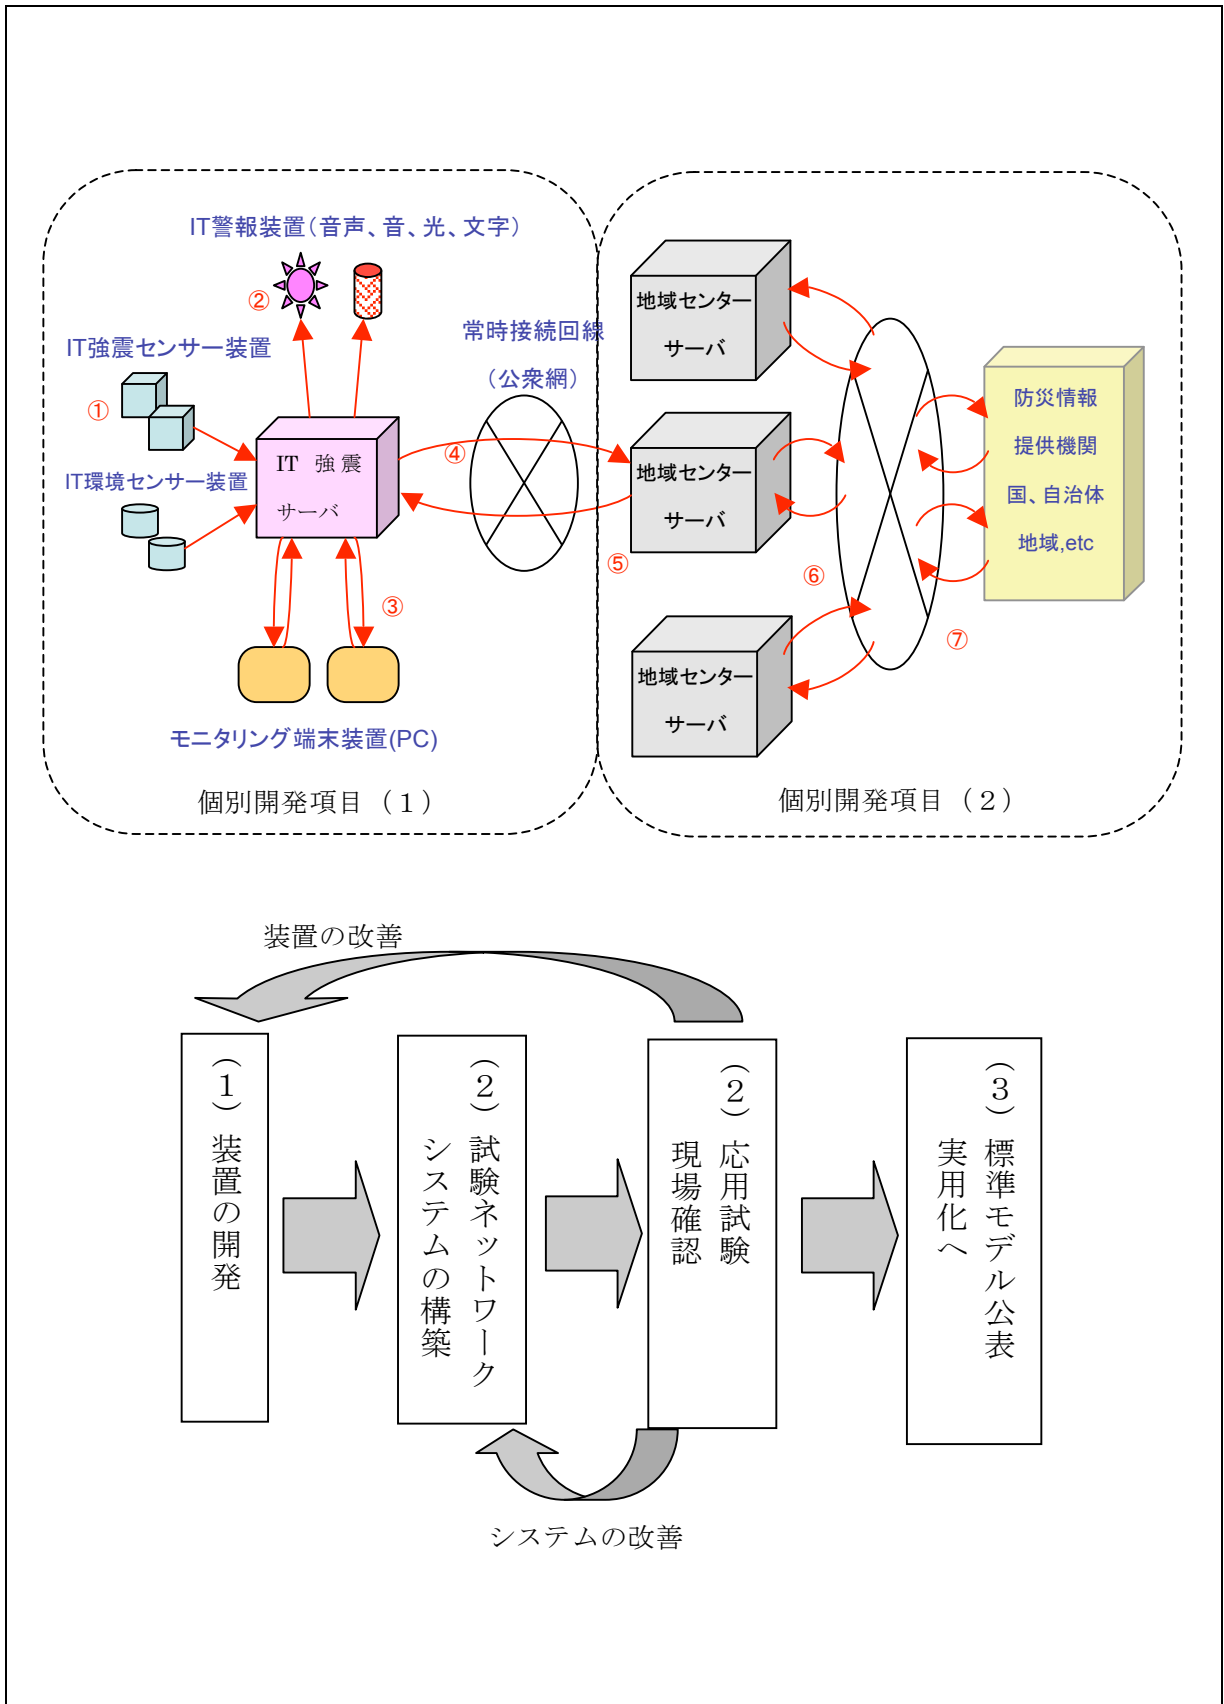 IT警報装置(音声、音、光、文字)
②
IT強震センサー装置
①
IT環境センサー装置
IT 強震
サーバ
③
モニタリング端末装置(PC)
個別開発項目（1）
常時接続回線
（公衆網）
④
地域センター
サーバ
地域センター
サーバ
⑤
地域センター
サーバ
⑥
⑦
防災情報
提供機関
国、自治体
地域,etc
個別開発項目（2）
装置の改善
（1）装置の開発
（2）試験ネットワーク
システムの構築
（2）応用試験
現場確認
（3）標準モデル公表
実用化へ
システムの改善